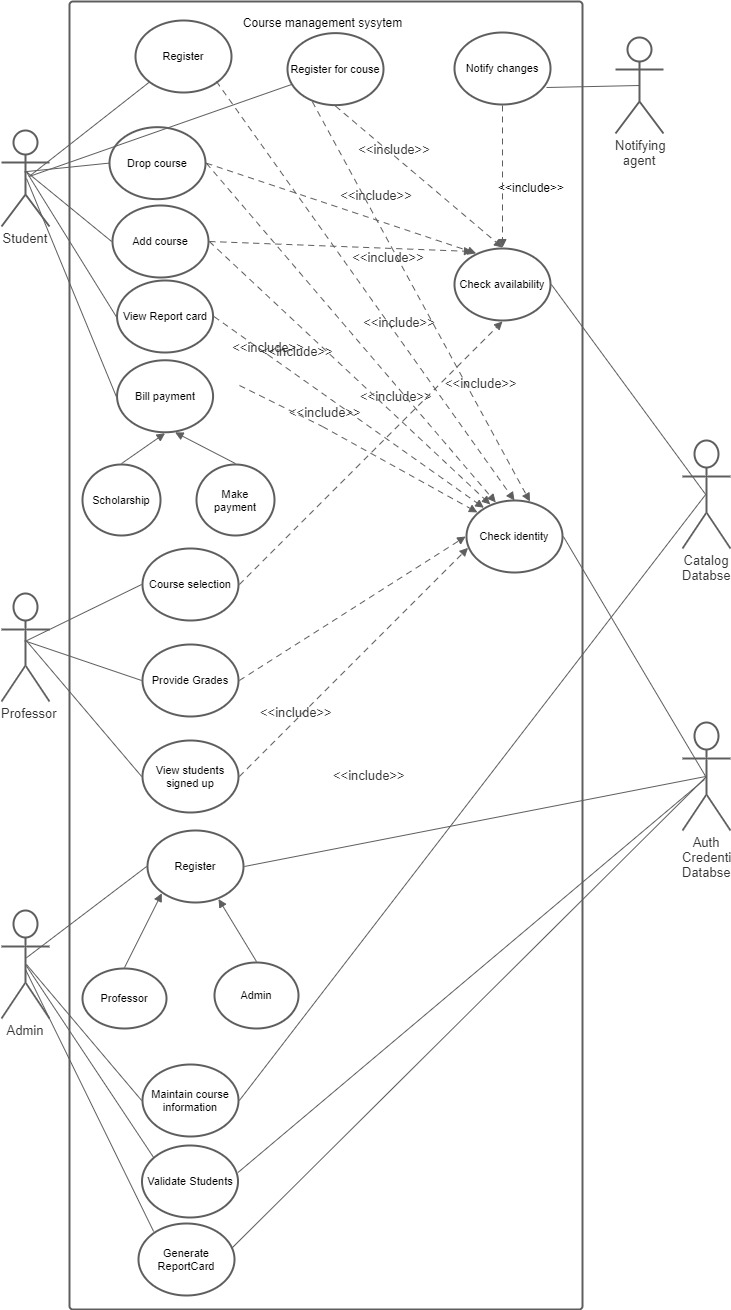 Course management sysytem
Register
Register for couse
Notify changes
Notifying
agent
<<include>>
Drop course
<<include>>
<<include>>
Student
Add course
<<include>>
Check availability
View Report card
<<include>>
<<include>>
<<include>>
<<include>>
Bill payment
<<include>>
<<include>>
Scholarship
Make
payment
Check identity
Catalog
Databse
Course selection
Professor
Provide Grades
<<include>>
View students
signed up
<<include>>
Auth
Credenti
Databse
Register
Professor
Admin
Admin
Maintain course
information
Validate Students
Generate
ReportCard